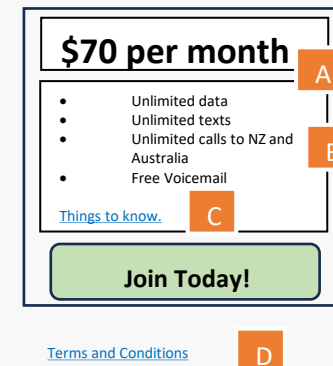 $70 per month
A
• Unlimited data
• Unlimited texts
• Unlimited calls to NZ and
Australia
B
• Free Voicemail
Things to know.
C
Join Today!
Terms and Conditions
D